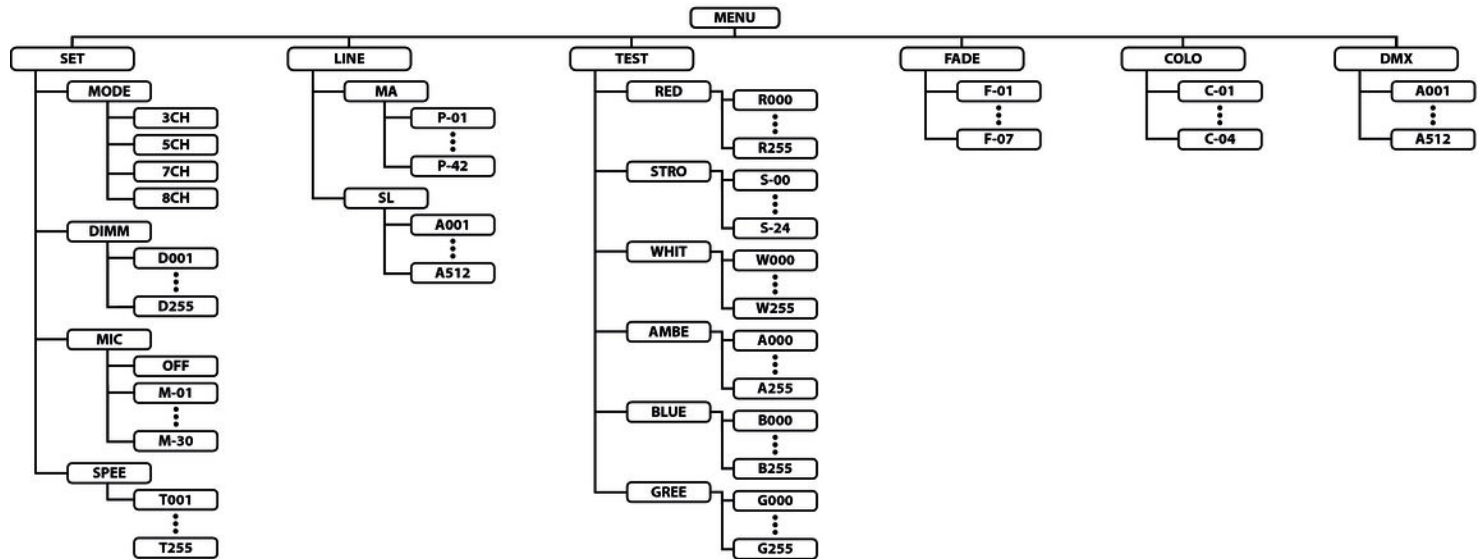 MENU
SET
MODE
3CH
5CH
7CH
8CH
DIMM
D001
D255
MIC
OFF
M-01
M-30
SPEE
T001
T255
LINE
MA
P-01
P-42
SL
A001
A512
TEST
RED
R000
R255
STRO
S-00
S-24
WHIT
W000
W255
AMBE
A000
A255
BLUE
B000
B255
GREE
G000
G255
FADE
F-01
F-07
COLO
C-01
C-04
DMX
A001
A512